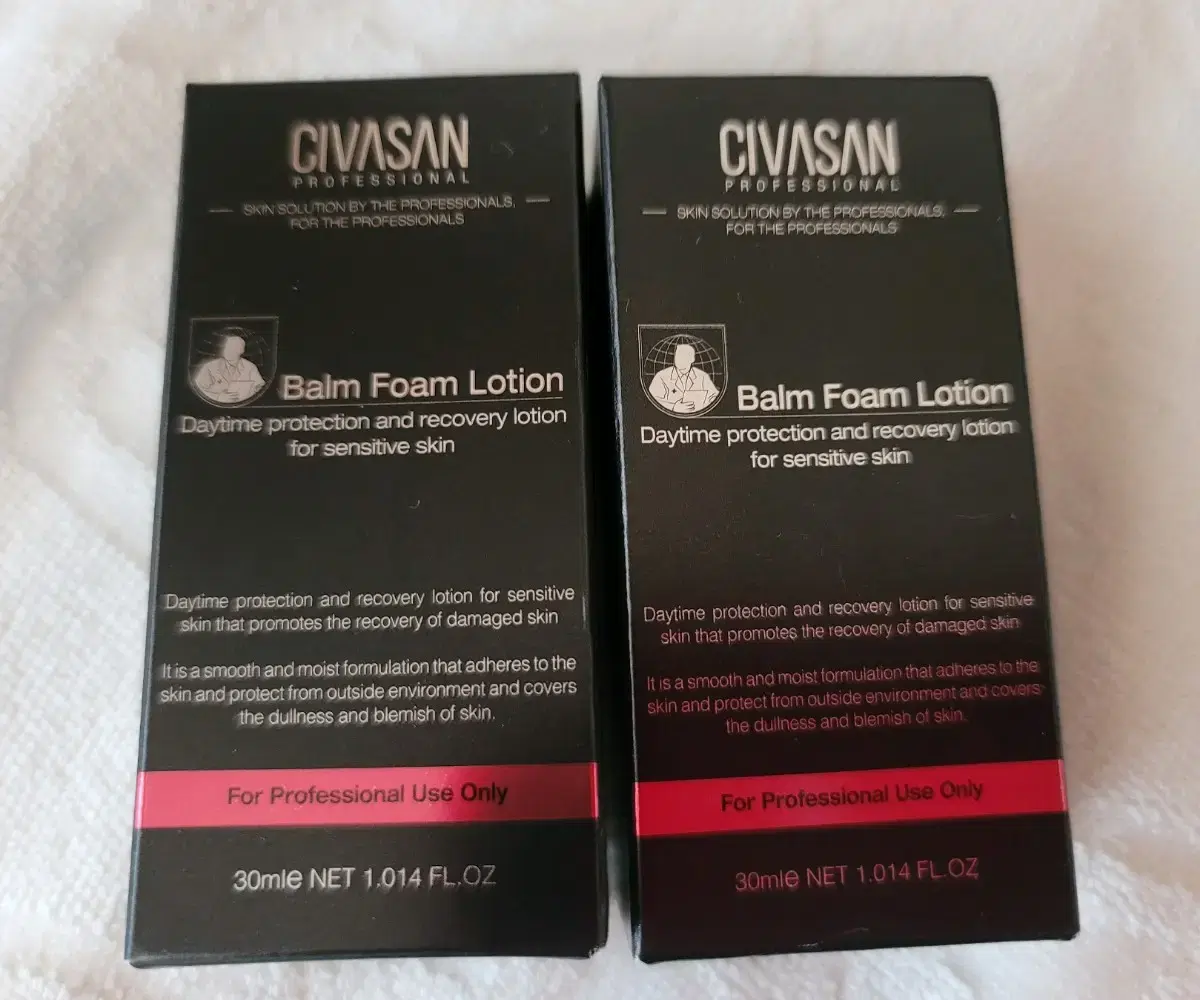 CIVASAN
PROFESSIONAL
SKIN SOLUTION BY THE PROFESSIONALS,
FOR THE PROFESSIONALS
Balm Foam Lotion
Daytime protection and recovery lotion
for sensitive skin
Daytime protection and recovery lotion for sensitive
skin that promotes the recovery of damaged skin
It is a smooth and moist formulation that adheres to the
skin and protect from outside environment and covers
the dullness and blemish of skin.
For Professional Use Only
30ml℮ NET 1.014 FL.OZ
CIVASAN
PROFESSIONAL
SKIN SOLUTION BY THE PROFESSIONALS,
FOR THE PROFESSIONALS
Balm Foam Lotion
Daytime protection and recovery lotion
for sensitive skin
Daytime protection and recovery lotion for sensitive
skin that promotes the recovery of damaged skin
It is a smooth and moist formulation that adheres to the
skin and protect from outside environment and covers
the dullness and blemish of skin.
For Professional Use Only
30ml℮ NET 1.014 FL.OZ